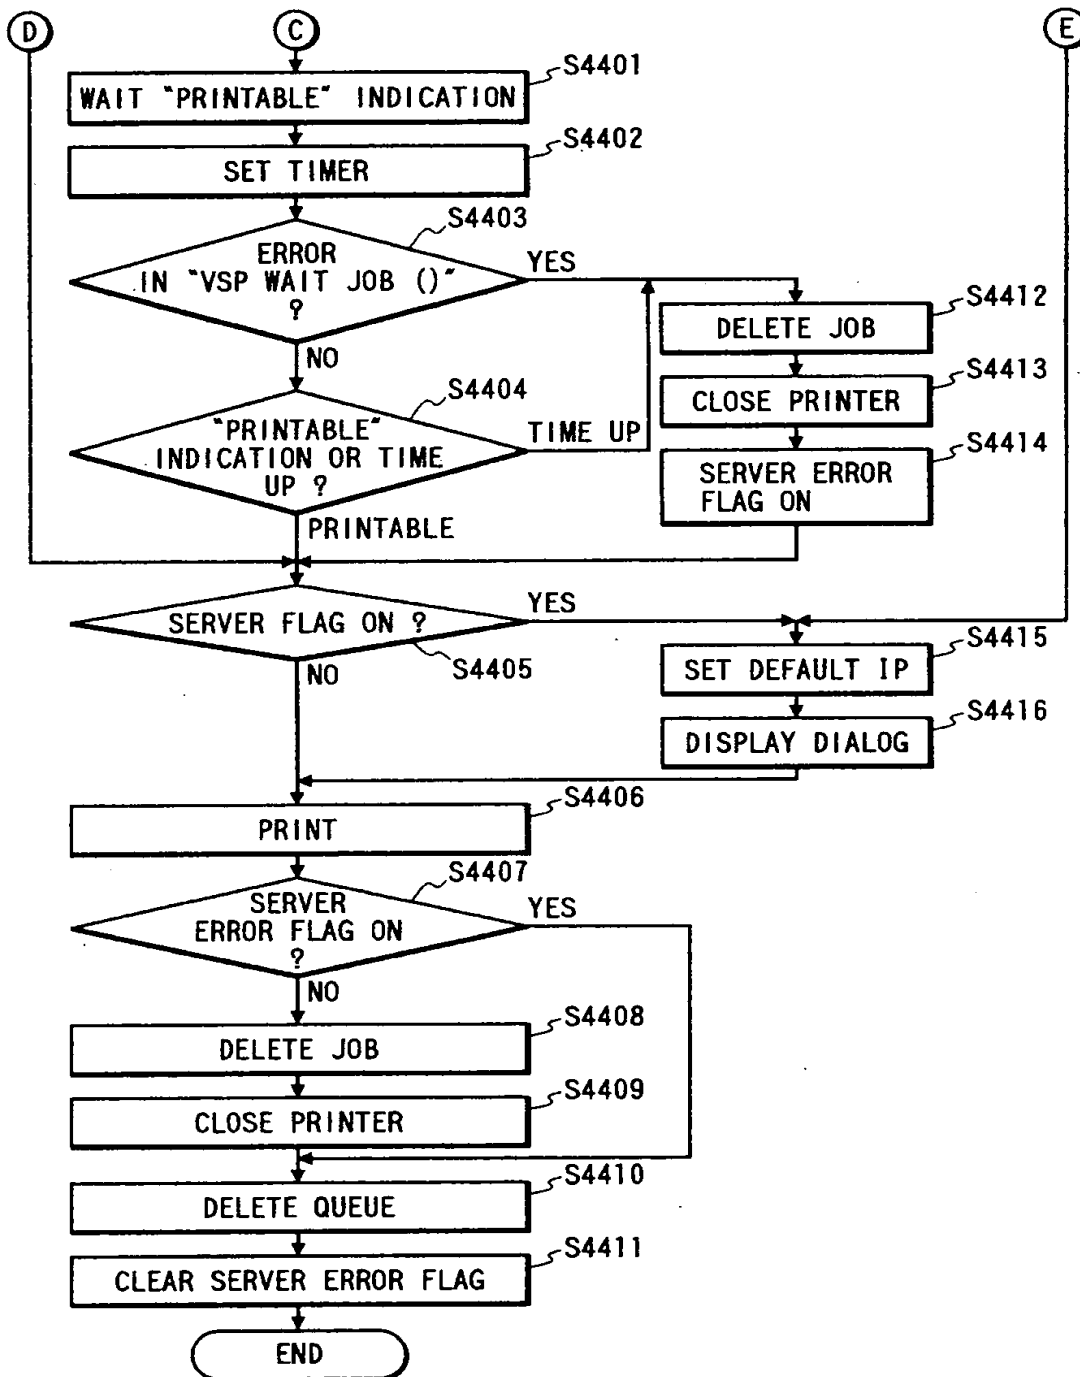 D
C
E
S4401
WAIT "PRINTABLE" INDICATION
S4402
SET TIMER
S4403
ERROR
IN "VSP WAIT JOB ()"
?
YES
NO
S4412
DELETE JOB
S4413
CLOSE PRINTER
S4404
"PRINTABLE"
INDICATION OR TIME
UP ?
TIME UP
S4414
SERVER ERROR
FLAG ON
PRINTABLE
SERVER FLAG ON ?
YES
S4405
NO
S4415
SET DEFAULT IP
S4416
DISPLAY DIALOG
S4406
PRINT
S4407
SERVER
ERROR FLAG ON
?
YES
NO
S4408
DELETE JOB
S4409
CLOSE PRINTER
S4410
DELETE QUEUE
S4411
CLEAR SERVER ERROR FLAG
END